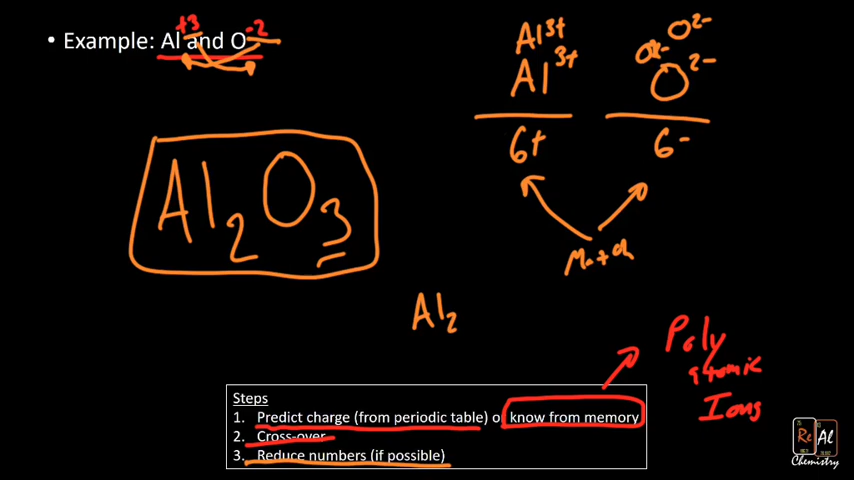 +3 -2
• Example: Al and O
Al³⁺ O²⁻
Al³⁺ O²⁻ O²⁻
6+ 6-
Match
Al₂O₃
Al₂
Poly
atomic
Ions
Steps
1. Predict charge (from periodic table) or know from memory
2. Cross-over
3. Reduce numbers (if possible)
Re Al
Chemistry